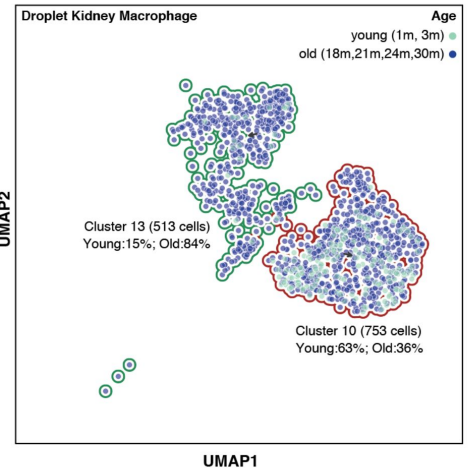 Droplet Kidney Macrophage
Age
young (1m, 3m)
old (18m,21m,24m,30m)
UMAP2
Cluster 13 (513 cells)
Young:15%; Old:84%
Cluster 10 (753 cells)
Young:63%; Old:36%
UMAP1